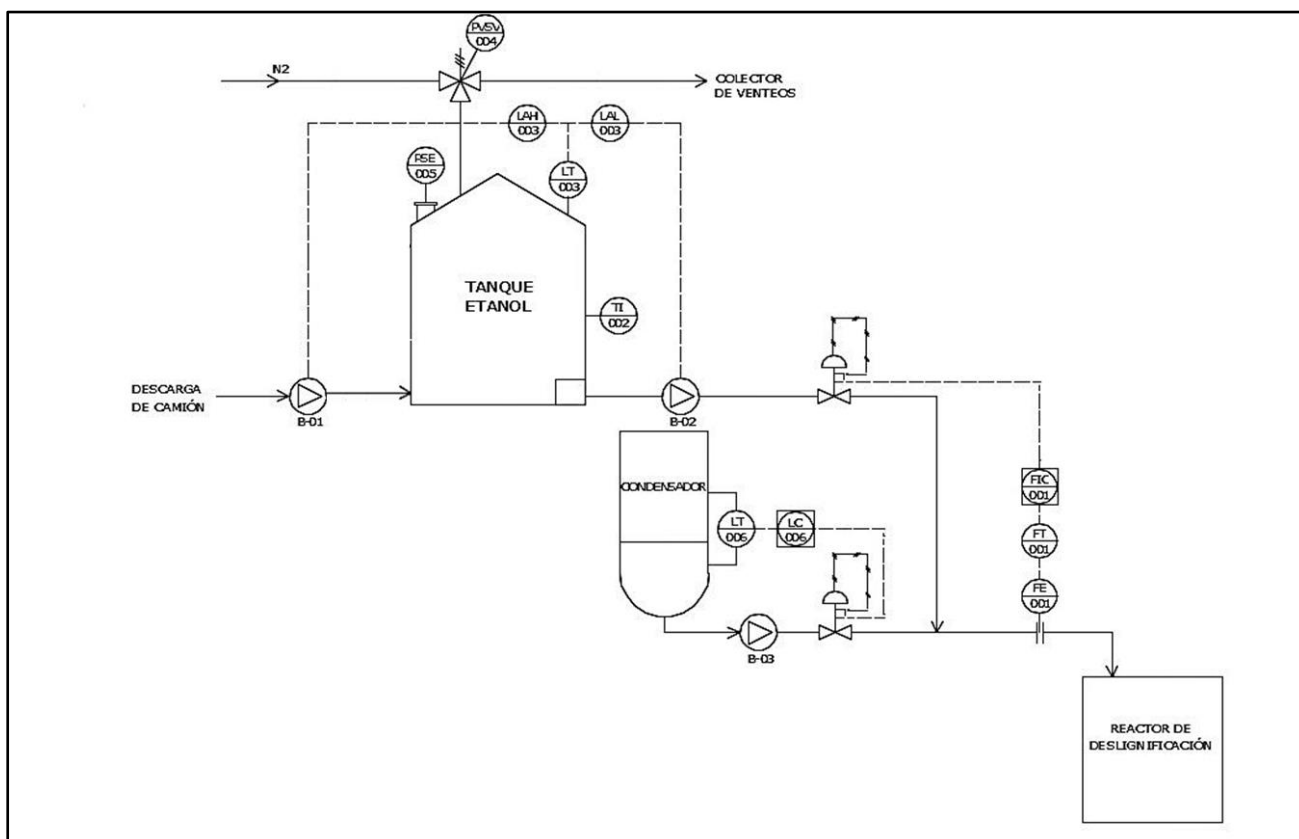 PVSV
004
N2
COLECTOR
DE VENTEOS
LAH
003
LAL
003
RSE
005
LT
003
TANQUE
ETANOL
TI
002
DESCARGA
DE CAMIÓN
B-01
B-02
CONDENSADOR
FIC
001
LT
006
LC
006
FT
001
FE
001
B-03
REACTOR DE
DESLIGNIFICACIÓN